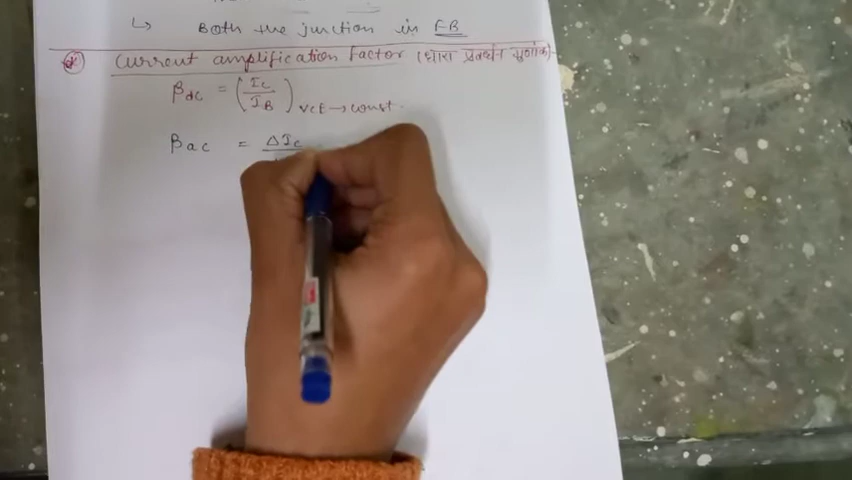 ↳ Both the junction in FB
(*) Current amplification factor (धारा प्रवर्धन गुणांक)
βdc = (Ic/IB) VCE → const.
βac = ΔIc